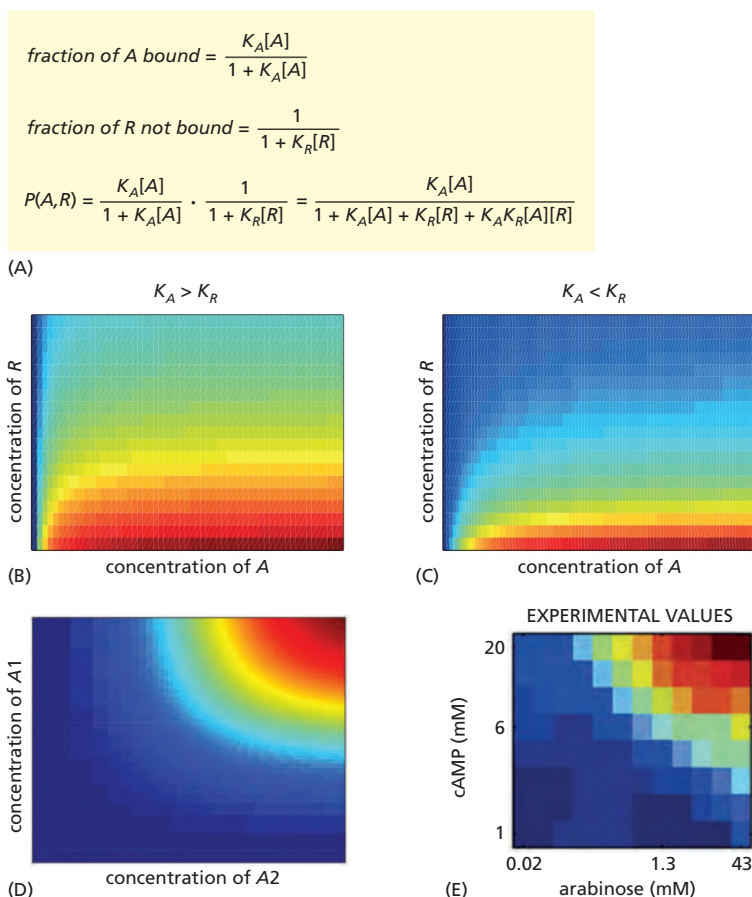 fraction of A bound = K_A[A] / 1 + K_A[A]
fraction of R not bound = 1 / 1 + K_R[R]
P(A,R) = K_A[A] / 1 + K_A[A] · 1 / 1 + K_R[R] = K_A[A] / 1 + K_A[A] + K_R[R] + K_AK_R[A][R]
(A)
K_A > K_R
concentration of R
concentration of A
(B)
K_A < K_R
concentration of R
concentration of A
(C)
concentration of A1
concentration of A2
(D)
EXPERIMENTAL VALUES
20
6
1
cAMP (mM)
0.02 1.3 43
arabinose (mM)
(E)